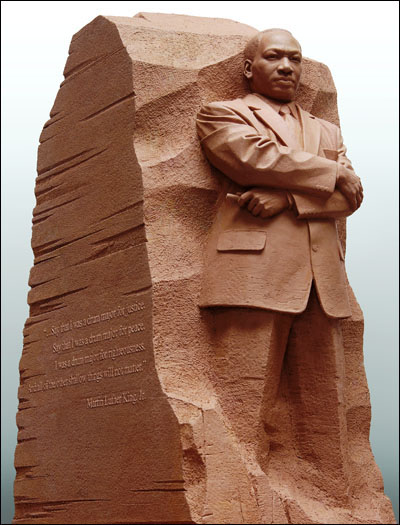 "...Say that I was a drum major for justice.
Say that I was a drum major for peace.
I was a drum major for righteousness.
And all of the other shallow things will not matter."
Martin Luther King, Jr.